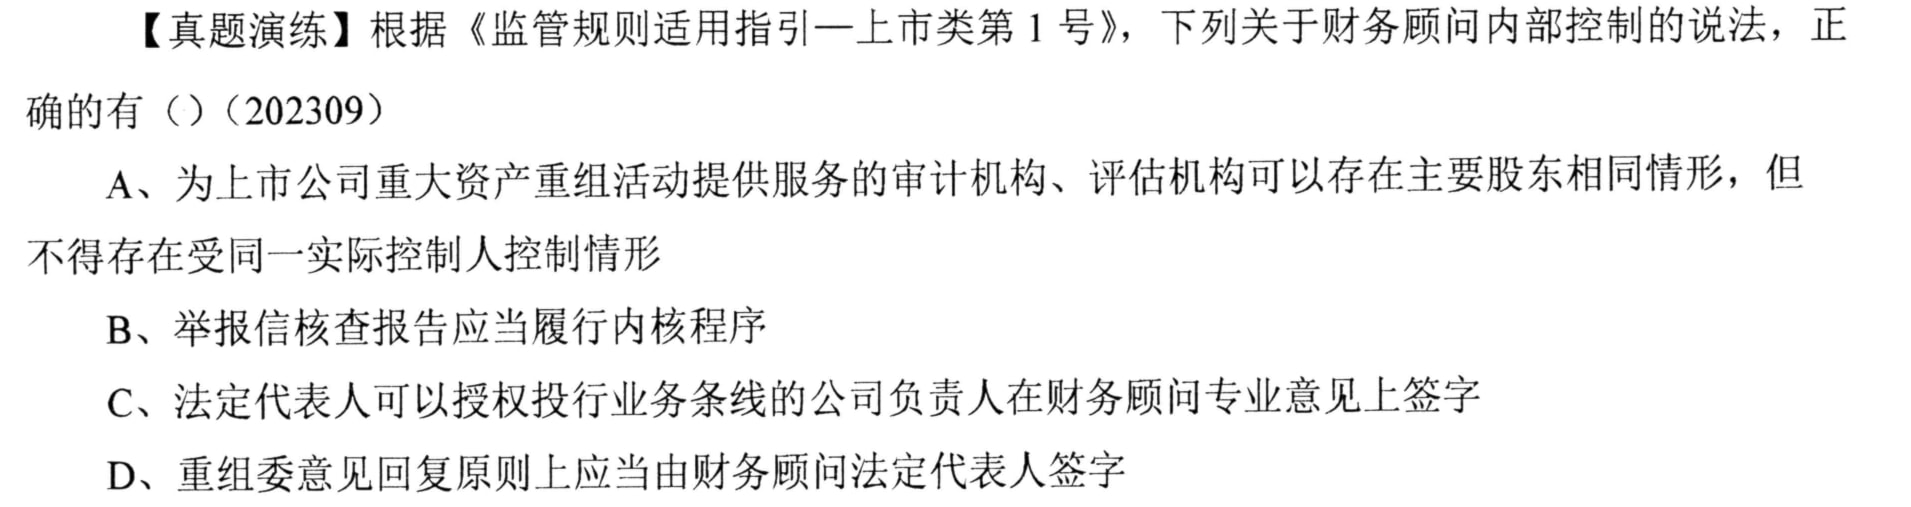 【真题演练】根据《监管规则适用指引—上市类第 1 号》，下列关于财务顾问内部控制的说法，正
确的有（）（202309）
A、为上市公司重大资产重组活动提供服务的审计机构、评估机构可以存在主要股东相同情形，但
不得存在受同一实际控制人控制情形
B、举报信核查报告应当履行内核程序
C、法定代表人可以授权投行业务条线的公司负责人在财务顾问专业意见上签字
D、重组委意见回复原则上应当由财务顾问法定代表人签字